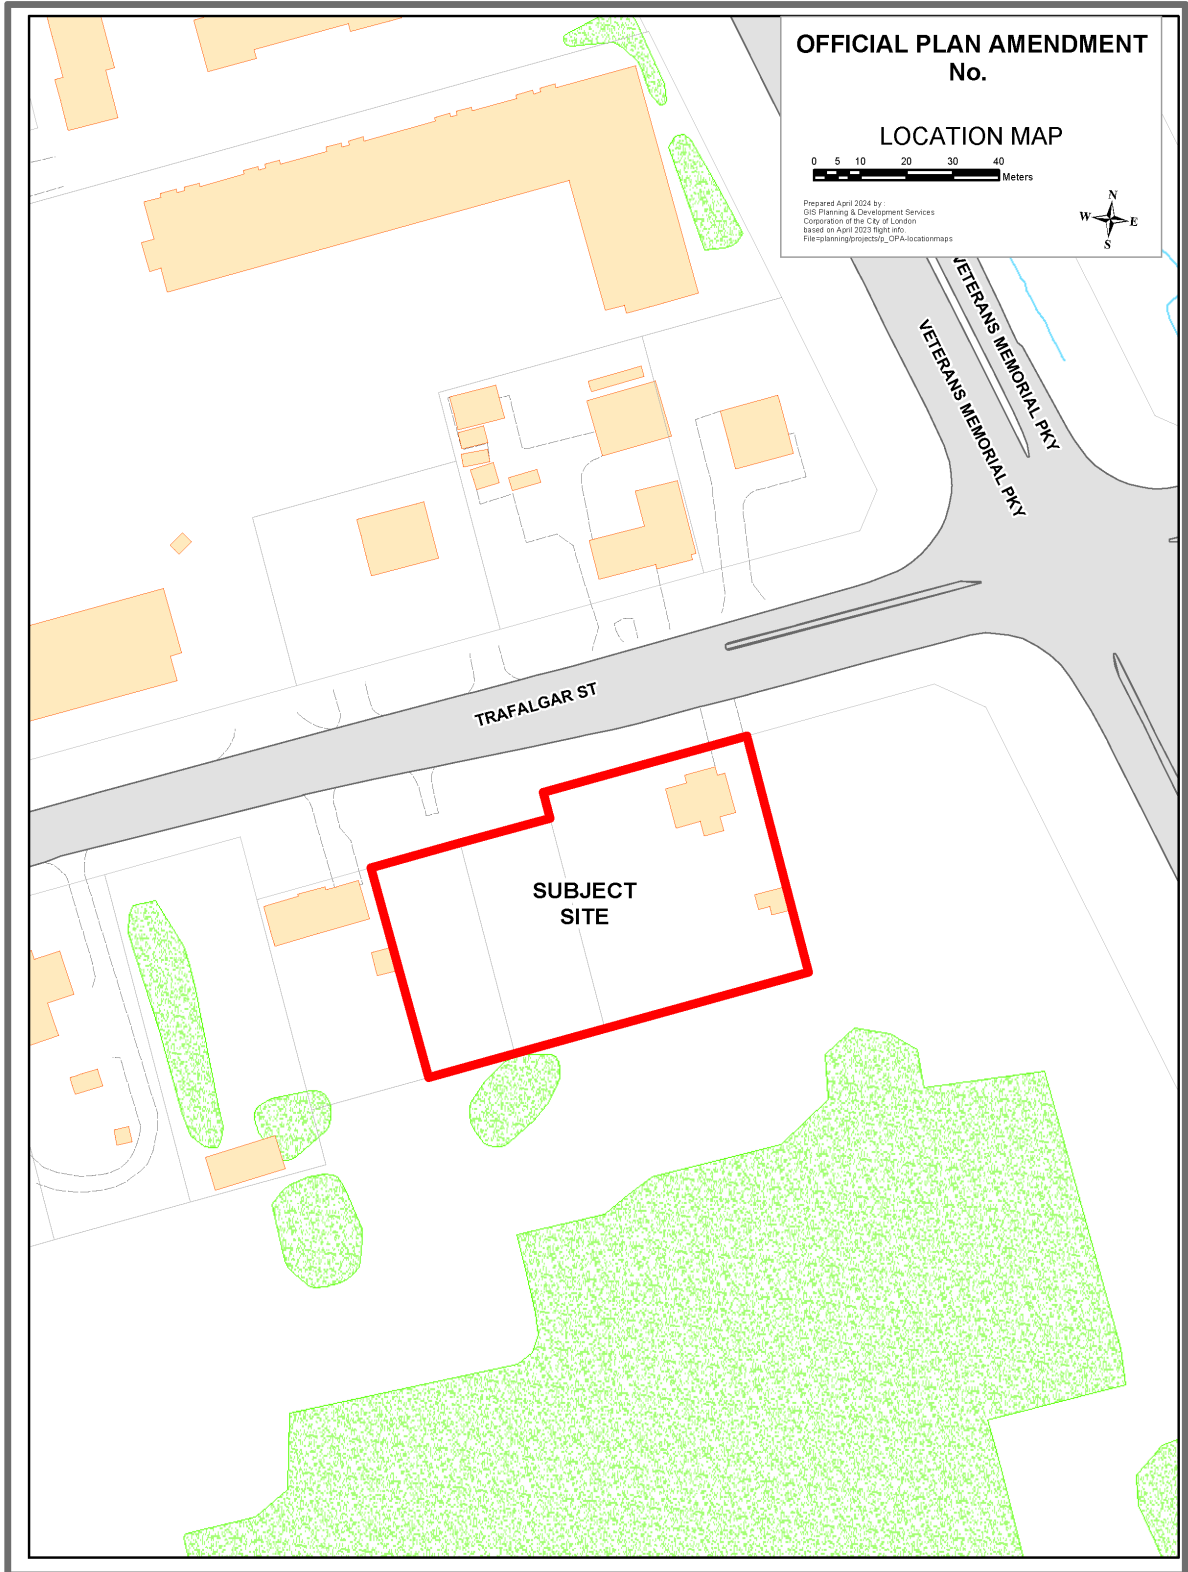 OFFICIAL PLAN AMENDMENT
No.
LOCATION MAP
0 5 10 20 30 40
Meters
Prepared April 2024 by :
GIS Planning & Development Services
Corporation of the City of London
based on April 2023 flight info.
File=planning/projects/p_OPA-locationmaps
N
W E
S
VETERANS MEMORIAL PKY
VETERANS MEMORIAL PKY
TRAFALGAR ST
SUBJECT
SITE